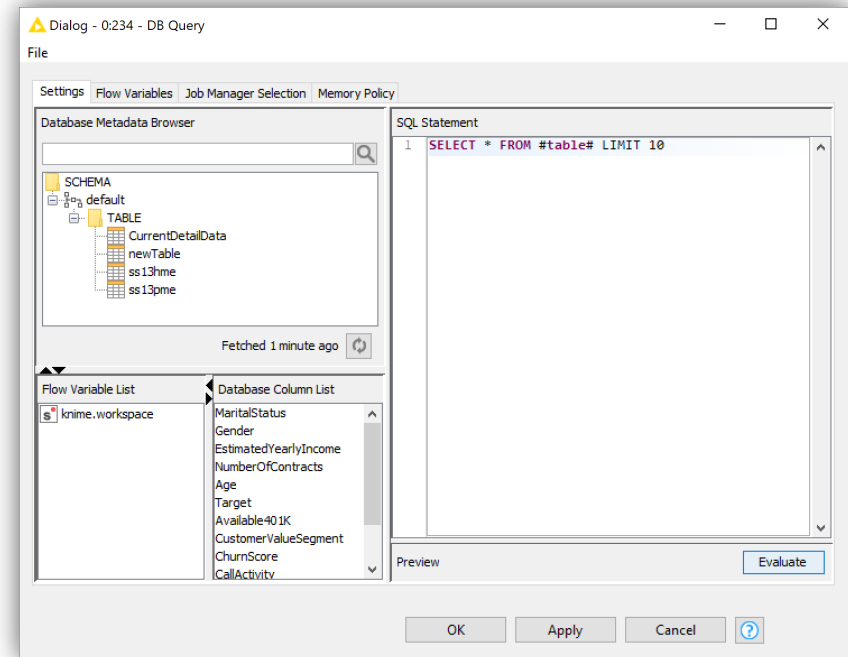 Dialog - 0:234 - DB Query
File
Settings
Flow Variables
Job Manager Selection
Memory Policy
Database Metadata Browser
SCHEMA
default
TABLE
CurrentDetailData
newTable
ss13hme
ss13pme
Fetched 1 minute ago
Flow Variable List
s knime.workspace
Database Column List
MaritalStatus
Gender
EstimatedYearlyIncome
NumberOfContracts
Age
Target
Available401K
CustomerValueSegment
ChurnScore
CallActivity
SQL Statement
1 SELECT * FROM #table# LIMIT 10
Preview
Evaluate
OK
Apply
Cancel
?